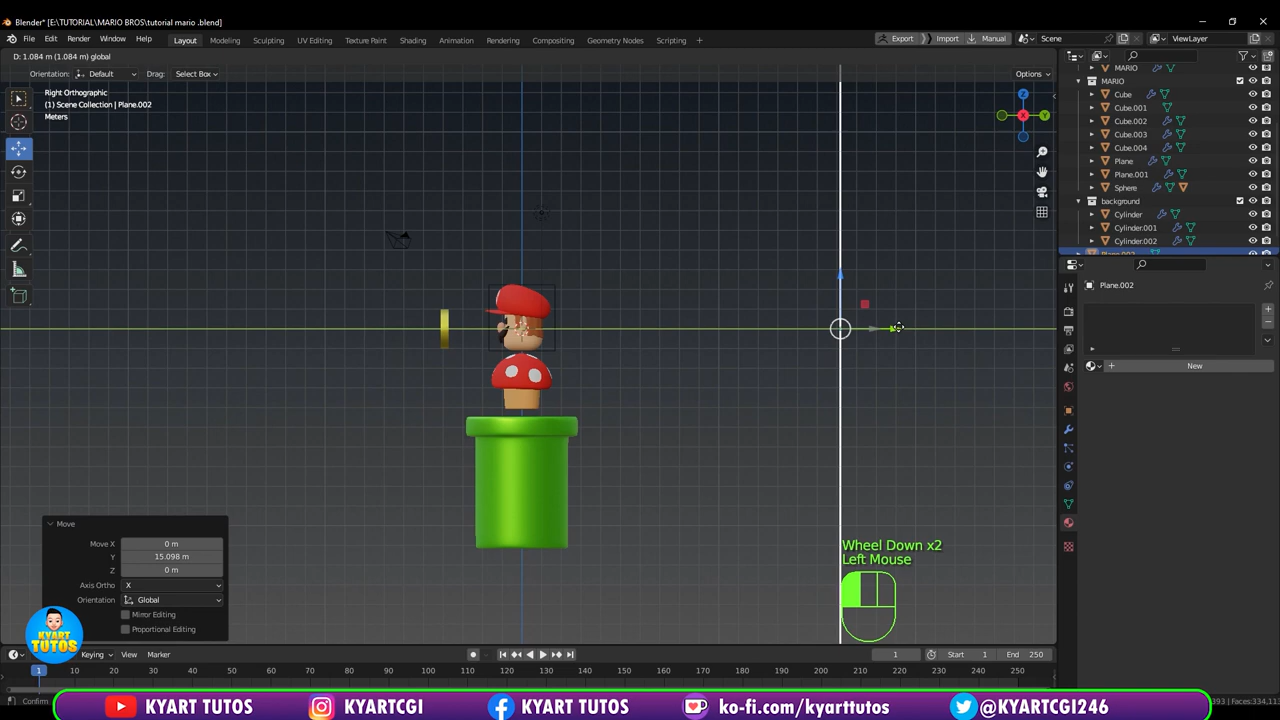 Blender* [E:\TUTORIAL\MARIO BROS\tutorial mario .blend]
File Edit Render Window Help Layout Modeling Sculpting UV Editing Texture Paint Shading Animation Rendering Compositing Geometry Nodes Scripting + Export Import Manual Scene ViewLayer
D: 1.084 m (1.084 m) global
Orientation: Default Drag: Select Box Options
Right Orthographic
(1) Scene Collection | Plane.002
Meters
Z
Y
MARIO
MARIO
Cube
Cube.001
Cube.002
Cube.003
Cube.004
Plane
Plane.001
Sphere
background
Cylinder
Cylinder.001
Cylinder.002
Plane.002
Plane.002
+ New
Move
Move X 0 m
Y 15.098 m
Z 0 m
Axis Ortho X
Orientation Global
Mirror Editing
Proportional Editing
Wheel Down x2
Left Mouse
KYART
TUTOS
Keying View Marker 1 Start 1 End 250
1 10 20 30 40 50 60 70 80 90 100 110 120 130 140 150 160 170 180 190 200 210 220 230 240 250
Confirm
KYART TUTOS KYARTCGI KYART TUTOS ko-fi.com/kyarttutos @KYARTCGI246